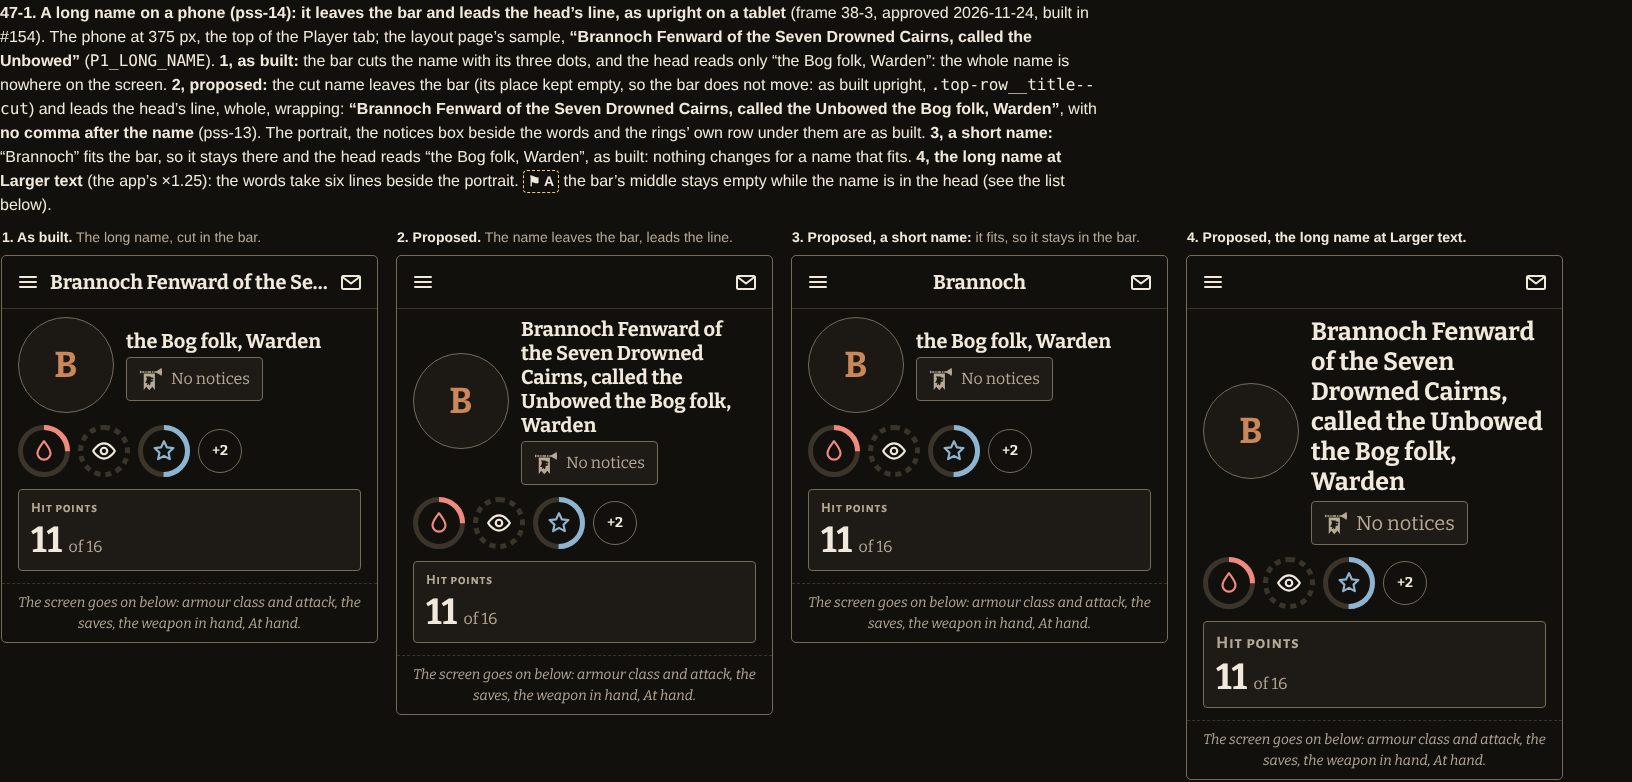 47-1. A long name on a phone (pss-14): it leaves the bar and leads the head’s line, as upright on a tablet (frame 38-3, approved 2026-11-24, built in
#154). The phone at 375 px, the top of the Player tab; the layout page’s sample, “Brannoch Fenward of the Seven Drowned Cairns, called the
Unbowed” (P1_LONG_NAME). 1, as built: the bar cuts the name with its three dots, and the head reads only “the Bog folk, Warden”: the whole name is
nowhere on the screen. 2, proposed: the cut name leaves the bar (its place kept empty, so the bar does not move: as built upright, .top-row__title--
cut) and leads the head’s line, whole, wrapping: “Brannoch Fenward of the Seven Drowned Cairns, called the Unbowed the Bog folk, Warden”, with
no comma after the name (pss-13). The portrait, the notices box beside the words and the rings’ own row under them are as built. 3, a short name:
“Brannoch” fits the bar, so it stays there and the head reads “the Bog folk, Warden”, as built: nothing changes for a name that fits. 4, the long name at
Larger text (the app’s ×1.25): the words take six lines beside the portrait. ⚑ A the bar’s middle stays empty while the name is in the head (see the list
below).
1. As built. The long name, cut in the bar.
Brannoch Fenward of the Se...
B
the Bog folk, Warden
No notices
+2
Hit points
11 of 16
The screen goes on below: armour class and attack, the
saves, the weapon in hand, At hand.
2. Proposed. The name leaves the bar, leads the line.
B
Brannoch Fenward of
the Seven Drowned
Cairns, called the
Unbowed the Bog folk,
Warden
No notices
+2
Hit points
11 of 16
The screen goes on below: armour class and attack, the
saves, the weapon in hand, At hand.
3. Proposed, a short name: it fits, so it stays in the bar.
Brannoch
B
the Bog folk, Warden
No notices
+2
Hit points
11 of 16
The screen goes on below: armour class and attack, the
saves, the weapon in hand, At hand.
4. Proposed, the long name at Larger text.
B
Brannoch Fenward
of the Seven
Drowned Cairns,
called the Unbowed
the Bog folk,
Warden
No notices
+2
Hit points
11 of 16
The screen goes on below: armour class and attack, the
saves, the weapon in hand, At hand.